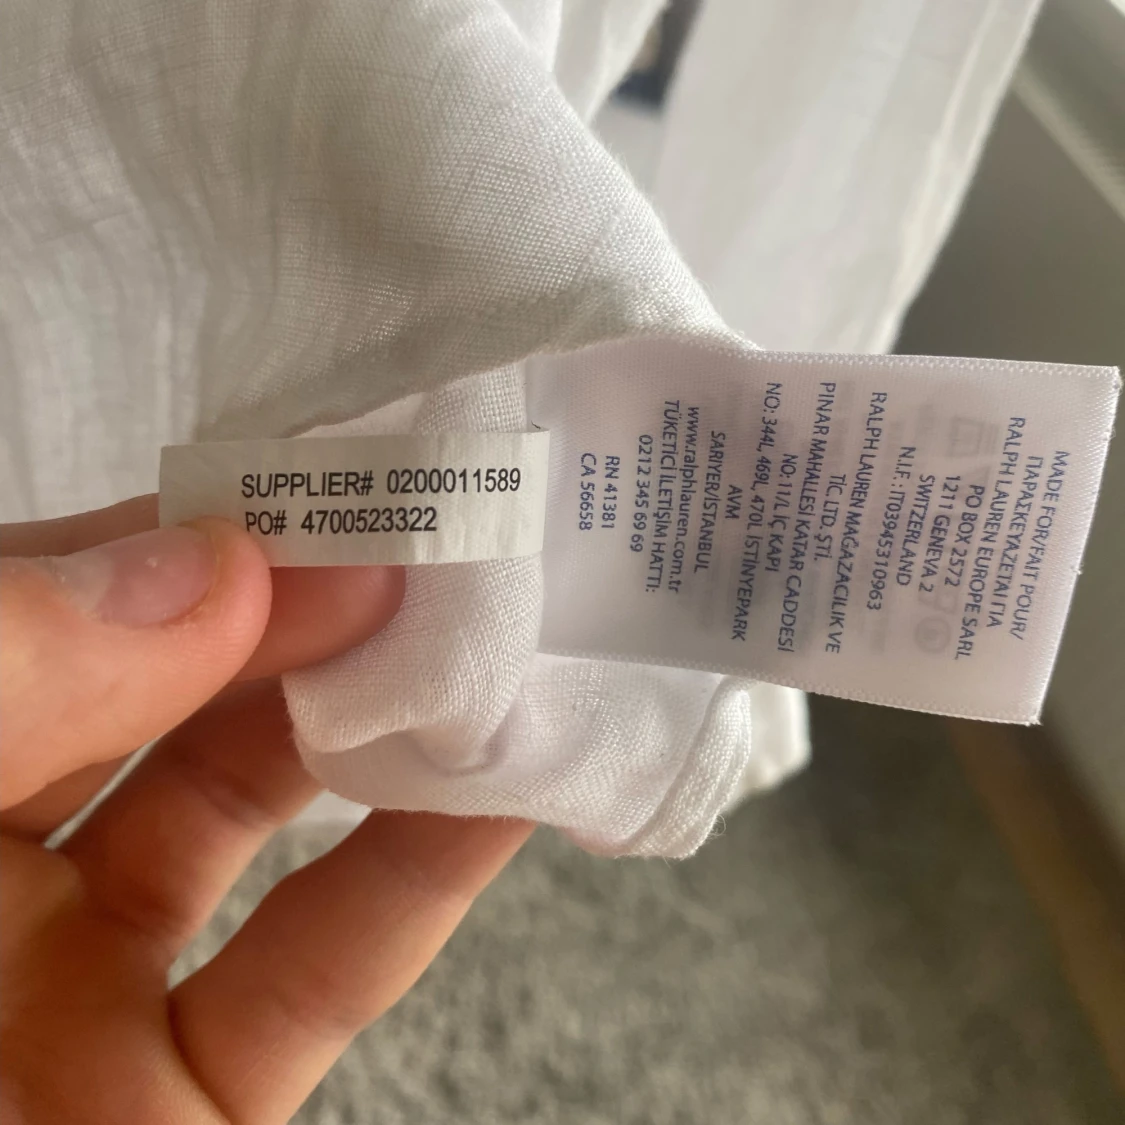 SUPPLIER# 0200011589
PO# 4700523322
MADE FOR/FAIT POUR/
ΠΑΡΑΣΚΕΥΑΖΕΤΑΙ ΓΙΑ
RALPH LAUREN EUROPE SARL
PO BOX 2572
1211 GENEVA 2
SWITZERLAND
N.I.F.: IT03945310963
RALPH LAUREN MAĞAZACILIK VE
TİC. LTD. ŞTİ.
PINAR MAHALLESİ KATAR CADDESİ
NO: 11/L İÇ KAPI
NO: 344L, 469L, 470L İSTİNYEPARK
AVM
SARIYER/İSTANBUL
www.ralphlauren.com.tr
TÜKETİCİ İLETİŞİM HATTI:
0212 345 69 69
RN 41381
CA 56658